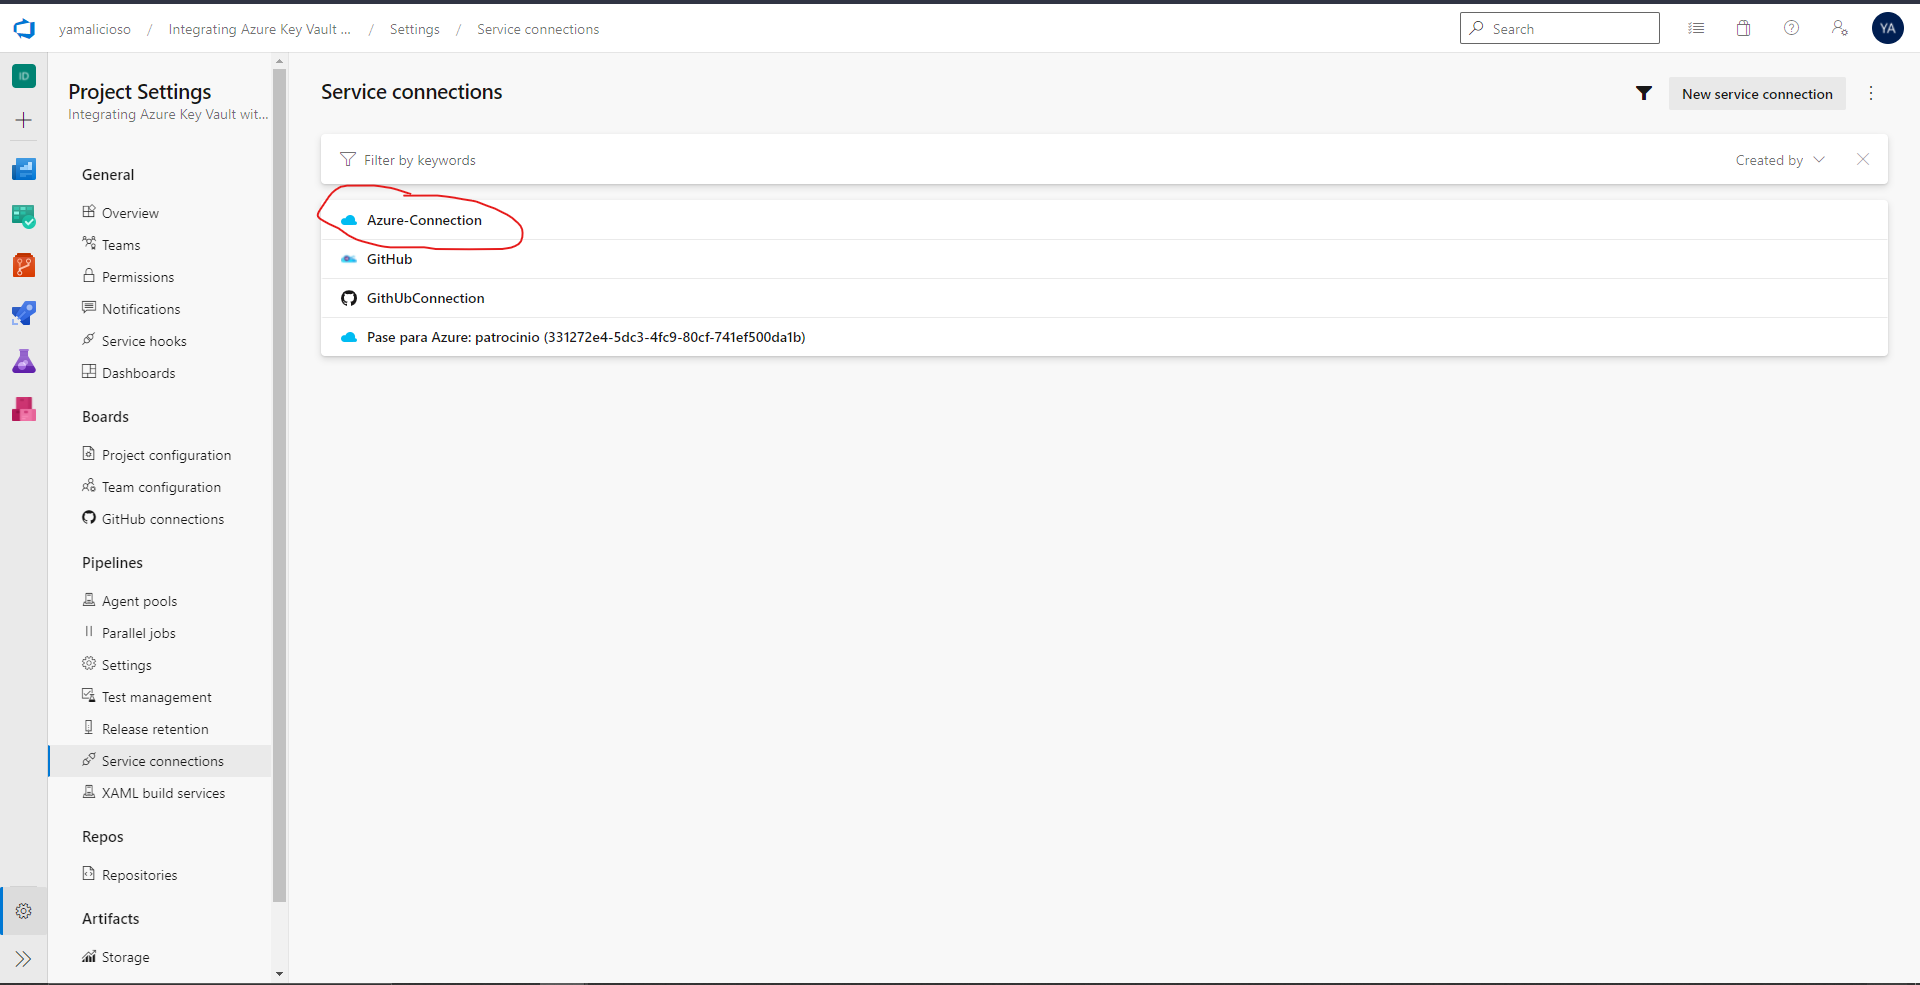 yamalicioso / Integrating Azure Key Vault ... / Settings / Service connections
Search
YA
ID
Project Settings
Integrating Azure Key Vault wit...
General
Overview
Teams
Permissions
Notifications
Service hooks
Dashboards
Boards
Project configuration
Team configuration
GitHub connections
Pipelines
Agent pools
Parallel jobs
Settings
Test management
Release retention
Service connections
XAML build services
Repos
Repositories
Artifacts
Storage
Service connections
New service connection
Filter by keywords
Created by
Azure-Connection
GitHub
GithUbConnection
Pase para Azure: patrocinio (331272e4-5dc3-4fc9-80cf-741ef500da1b)